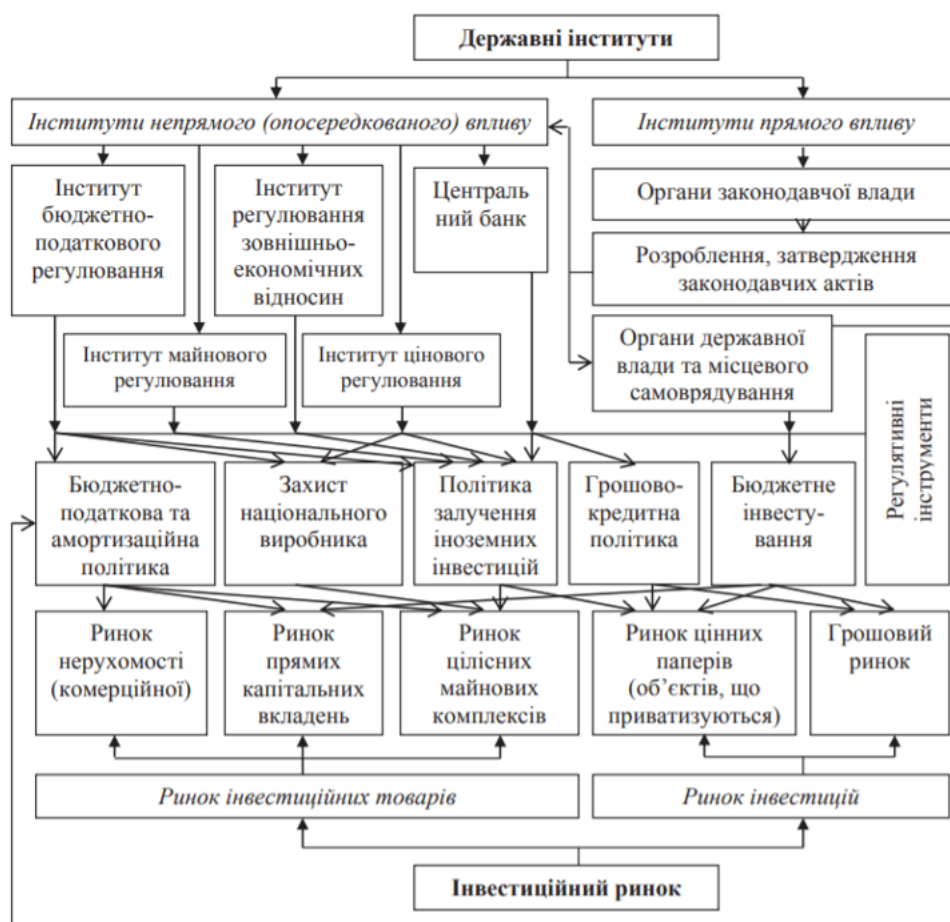 Державні інститути
Інститути непрямого (опосередкованого) впливу
Інститути прямого впливу
Інститут
бюджетно-
податкового
регулювання
Інститут
регулювання
зовнішньо-
економічних
відносин
Централь
ний банк
Органи законодавчої влади
Розроблення, затвердження
законодавчих актів
Інститут майнового
регулювання
Інститут цінового
регулювання
Органи державної
влади та місцевого
самоврядування
Регулятивні
інструменти
Бюджетно-
податкова та
амортизаційна
політика
Захист
національного
виробника
Політика
залучення
іноземних
інвестицій
Грошово-
кредитна
політика
Бюджетне
інвесту-
вання
Ринок
нерухомості
(комерційної)
Ринок
прямих
капітальних
вкладень
Ринок
цілісних
майнових
комплексів
Ринок цінних
паперів
(об’єктів, що
приватизуються)
Грошовий
ринок
Ринок інвестиційних товарів
Ринок інвестицій
Інвестиційний ринок